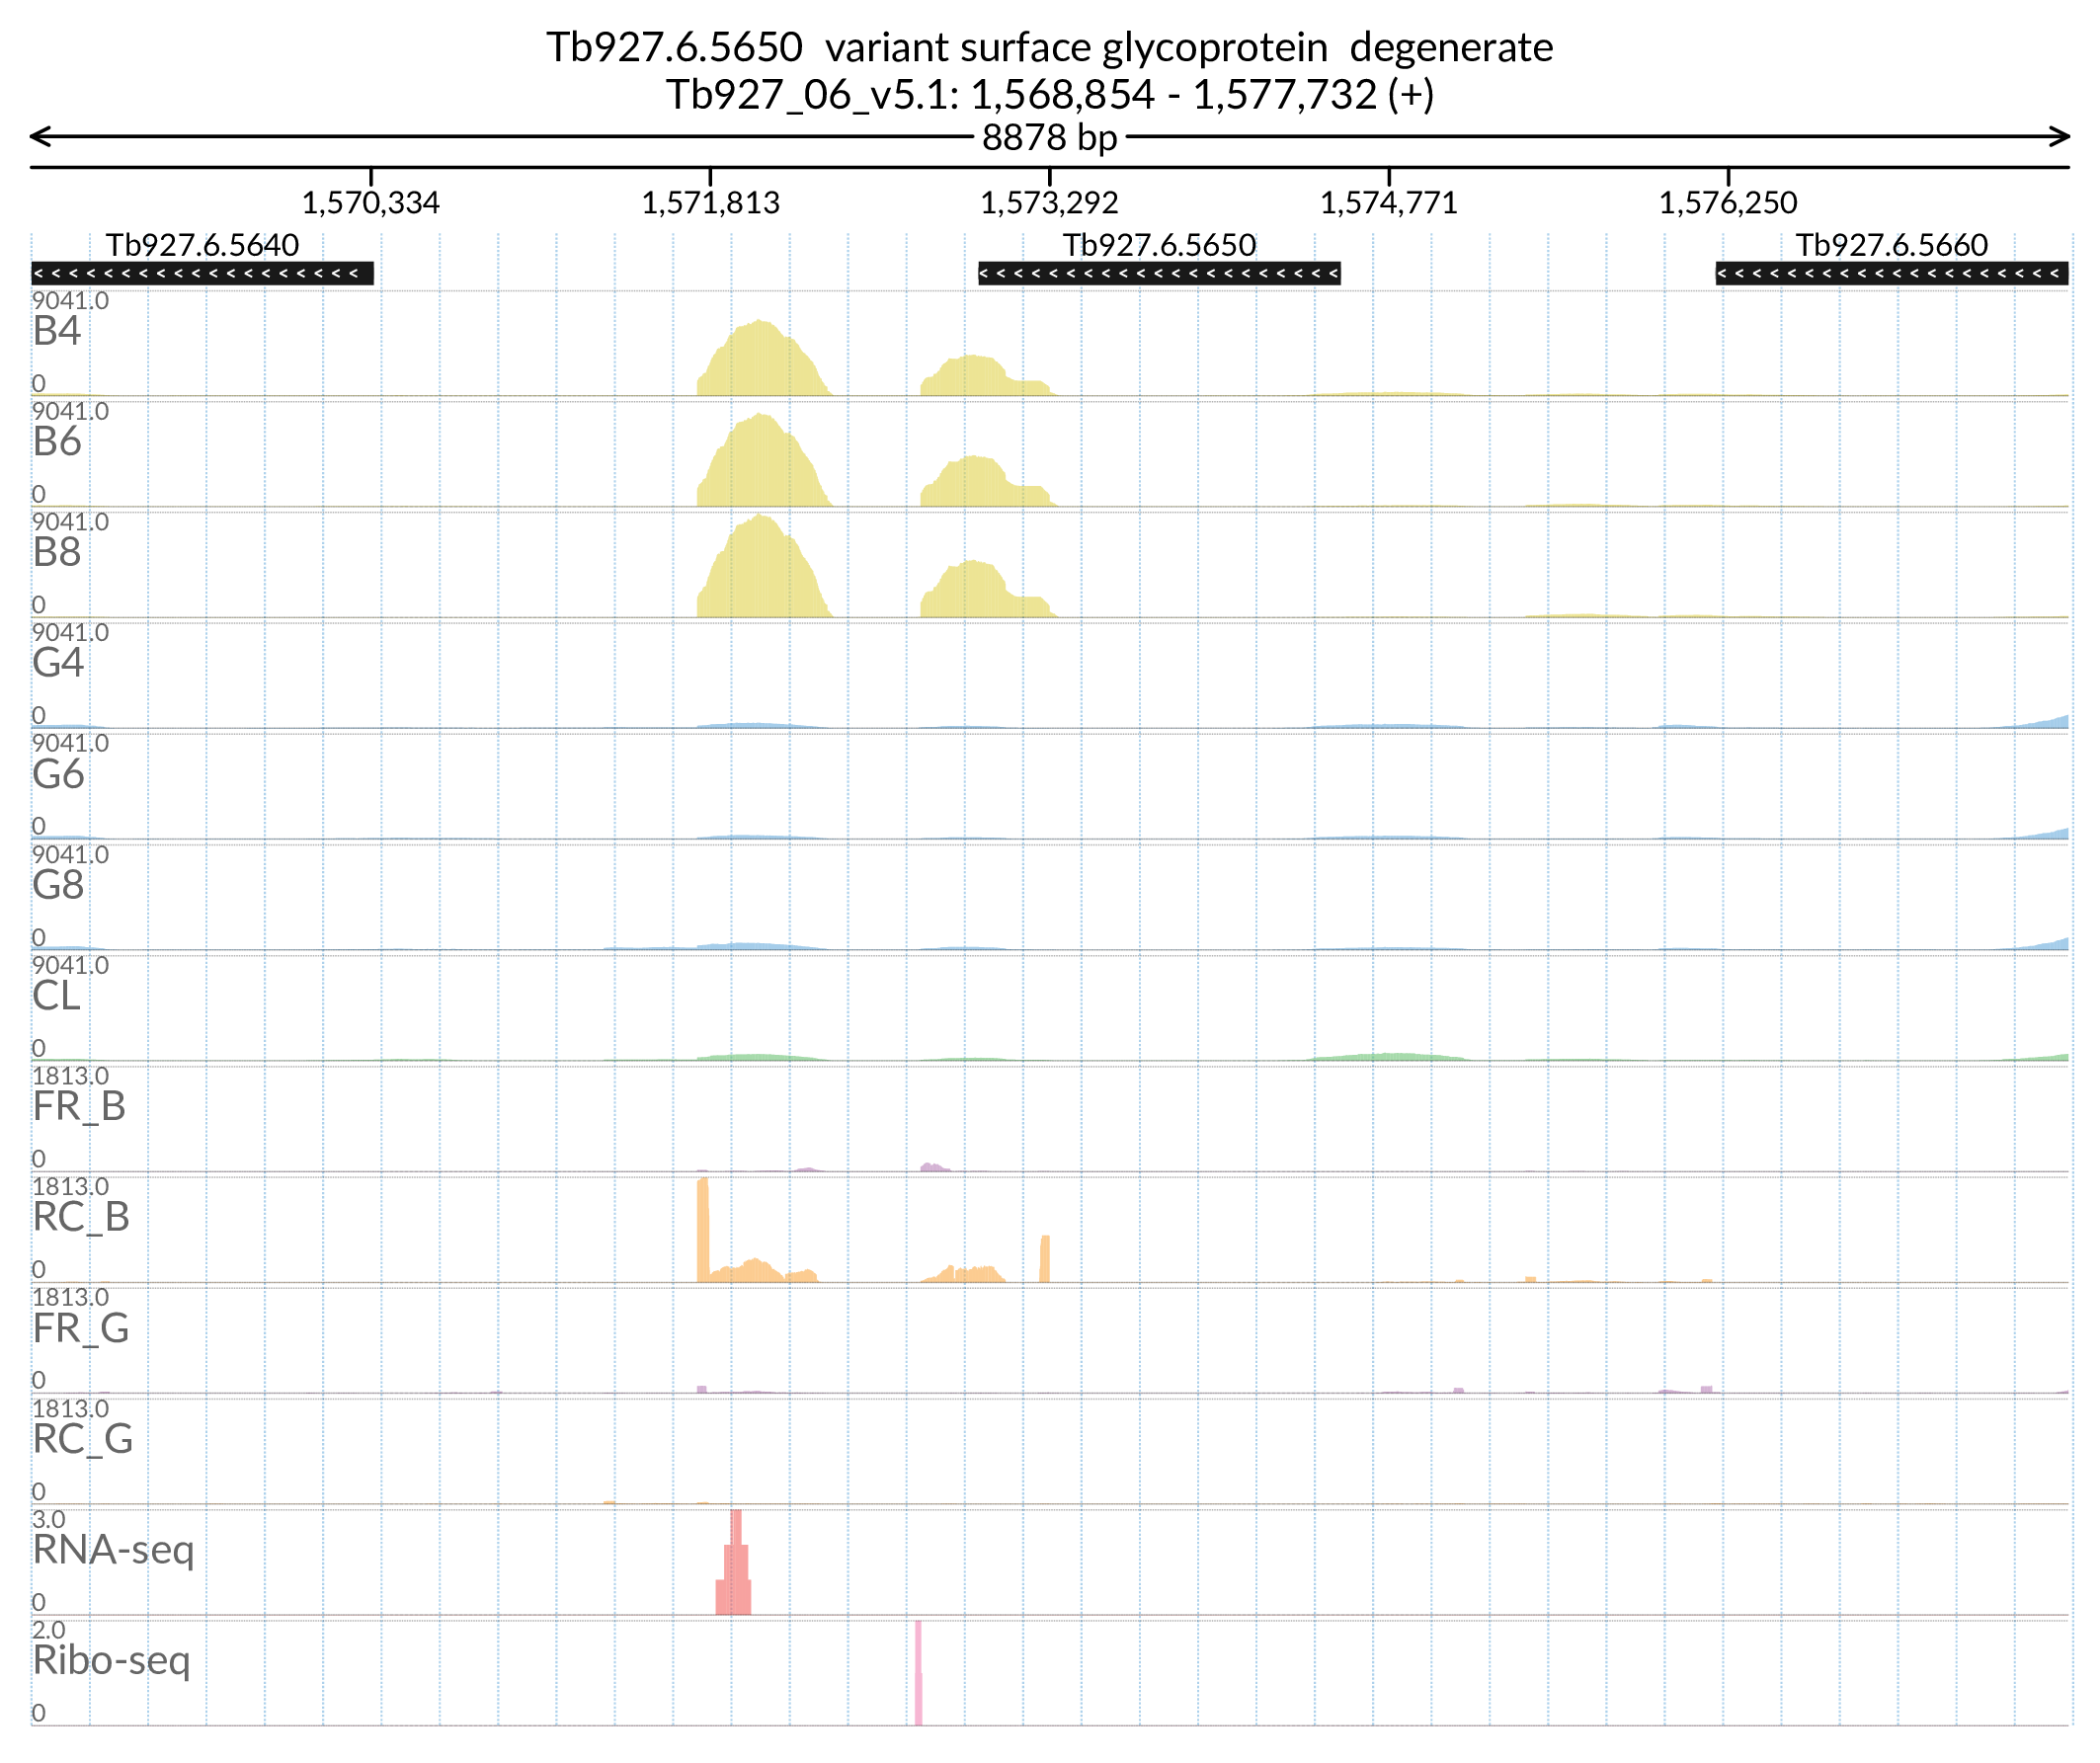 Tb927.6.5650  variant surface glycoprotein  degenerate
Tb927_06_v5.1: 1,568,854 - 1,577,732 (+)
8878 bp
1,570,334 1,571,813 1,573,292 1,574,771 1,576,250
Tb927.6.5640 Tb927.6.5650 Tb927.6.5660
9041.0
B4
0
9041.0
B6
0
9041.0
B8
0
9041.0
G4
0
9041.0
G6
0
9041.0
G8
0
9041.0
CL
0
1813.0
FR_B
0
1813.0
RC_B
0
1813.0
FR_G
0
1813.0
RC_G
0
3.0
RNA-seq
0
2.0
Ribo-seq
0